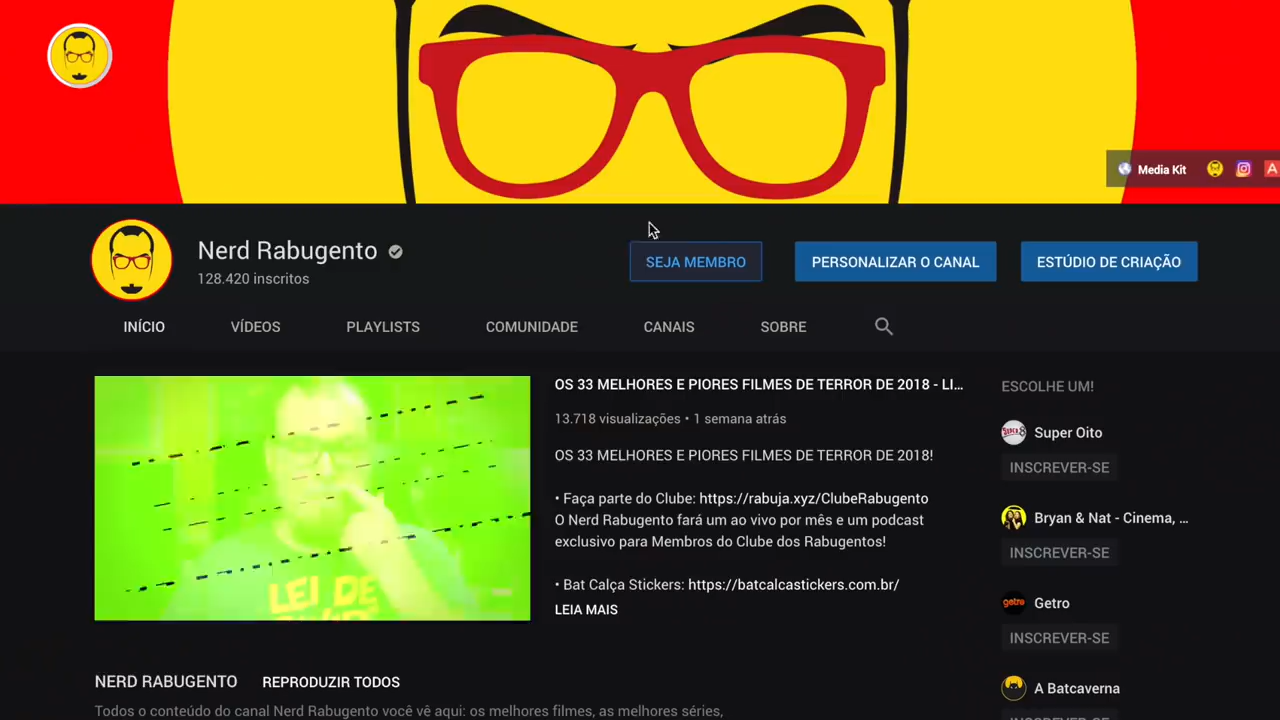 Media Kit
Nerd Rabugento
128.420 inscritos
SEJA MEMBRO
PERSONALIZAR O CANAL
ESTÚDIO DE CRIAÇÃO
INÍCIO
VÍDEOS
PLAYLISTS
COMUNIDADE
CANAIS
SOBRE
LEI DE
OS 33 MELHORES E PIORES FILMES DE TERROR DE 2018 - LI...
13.718 visualizações • 1 semana atrás
OS 33 MELHORES E PIORES FILMES DE TERROR DE 2018!
• Faça parte do Clube: https://rabuja.xyz/ClubeRabugento
O Nerd Rabugento fará um ao vivo por mês e um podcast
exclusivo para Membros do Clube dos Rabugentos!
• Bat Calça Stickers: https://batcalcastickers.com.br/
LEIA MAIS
ESCOLHE UM!
Super Oito
INSCREVER-SE
Bryan & Nat - Cinema, ...
INSCREVER-SE
getro
Getro
INSCREVER-SE
A Batcaverna
INSCREVER-SE
NERD RABUGENTO
REPRODUZIR TODOS
Todos o conteúdo do canal Nerd Rabugento você vê aqui: os melhores filmes, as melhores séries,